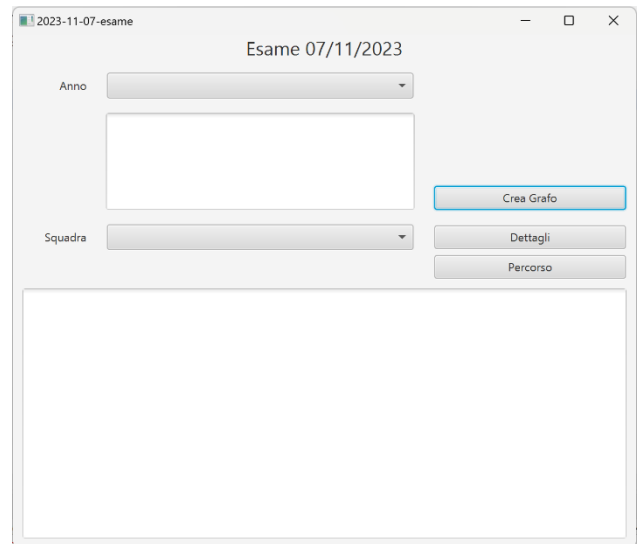 2023-11-07-esame
Esame 07/11/2023
Anno
Crea Grafo
Squadra
Dettagli
Percorso